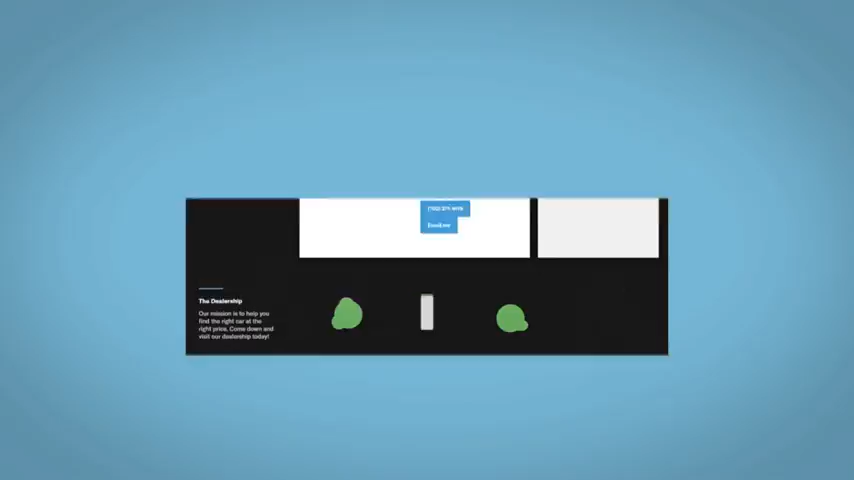 The Dealership
Our mission is to help you
find the right car at the
right price. Come down and
visit our dealership today!